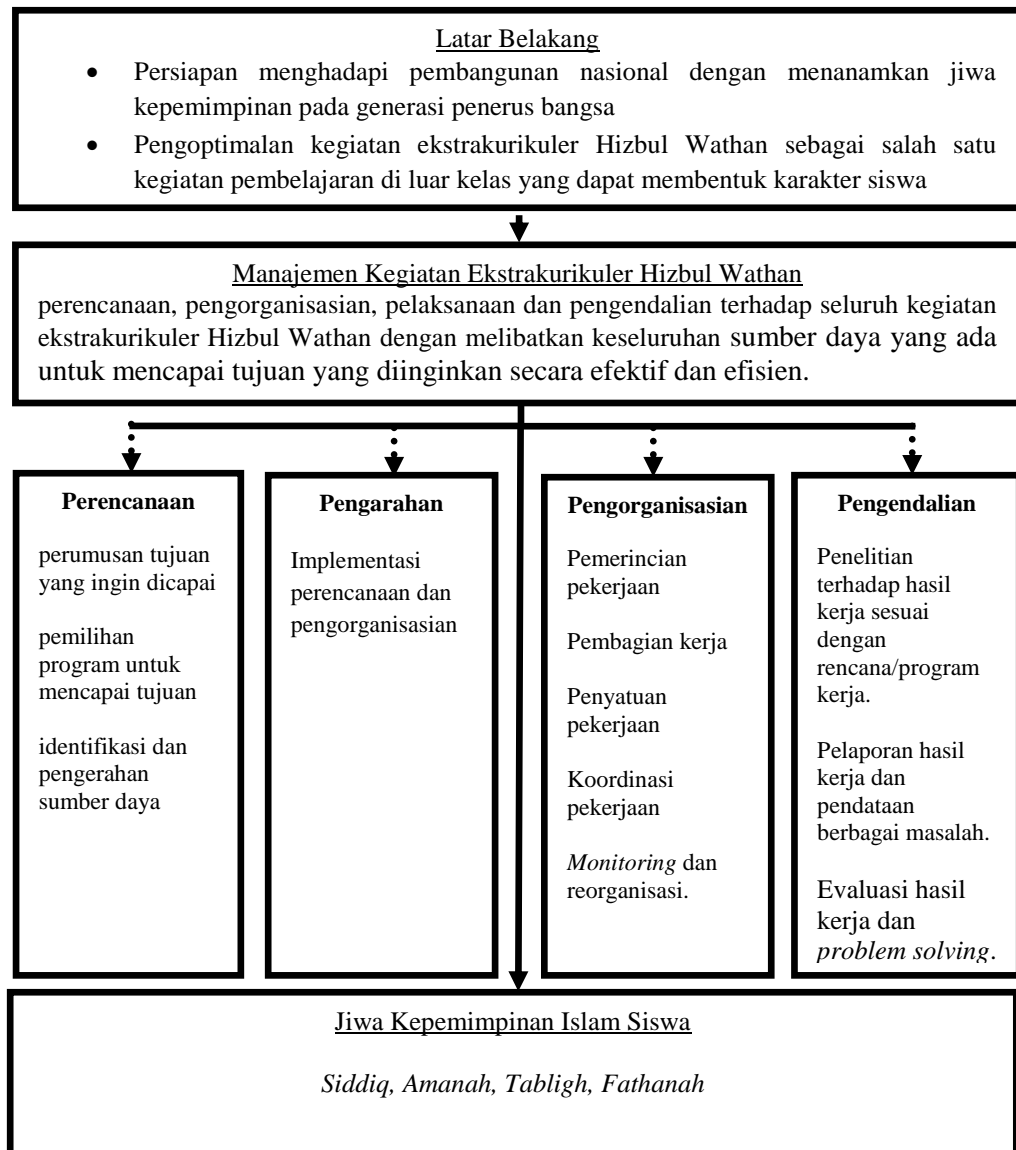 Latar Belakang
• Persiapan menghadapi pembangunan nasional dengan menanamkan jiwa
kepemimpinan pada generasi penerus bangsa
• Pengoptimalan kegiatan ekstrakurikuler Hizbul Wathan sebagai salah satu
kegiatan pembelajaran di luar kelas yang dapat membentuk karakter siswa
Manajemen Kegiatan Ekstrakurikuler Hizbul Wathan
perencanaan, pengorganisasian, pelaksanaan dan pengendalian terhadap seluruh kegiatan
ekstrakurikuler Hizbul Wathan dengan melibatkan keseluruhan sumber daya yang ada
untuk mencapai tujuan yang diinginkan secara efektif dan efisien.
Perencanaan
perumusan tujuan
yang ingin dicapai
pemilihan
program untuk
mencapai tujuan
identifikasi dan
pengerahan
sumber daya
Pengarahan
Implementasi
perencanaan dan
pengorganisasian
Pengorganisasian
Pemerincian
pekerjaan
Pembagian kerja
Penyatuan
pekerjaan
Koordinasi
pekerjaan
Monitoring dan
reorganisasi.
Pengendalian
Penelitian
terhadap hasil
kerja sesuai
dengan
rencana/program
kerja.
Pelaporan hasil
kerja dan
pendataan
berbagai masalah.
Evaluasi hasil
kerja dan
problem solving.
Jiwa Kepemimpinan Islam Siswa
Siddiq, Amanah, Tabligh, Fathanah